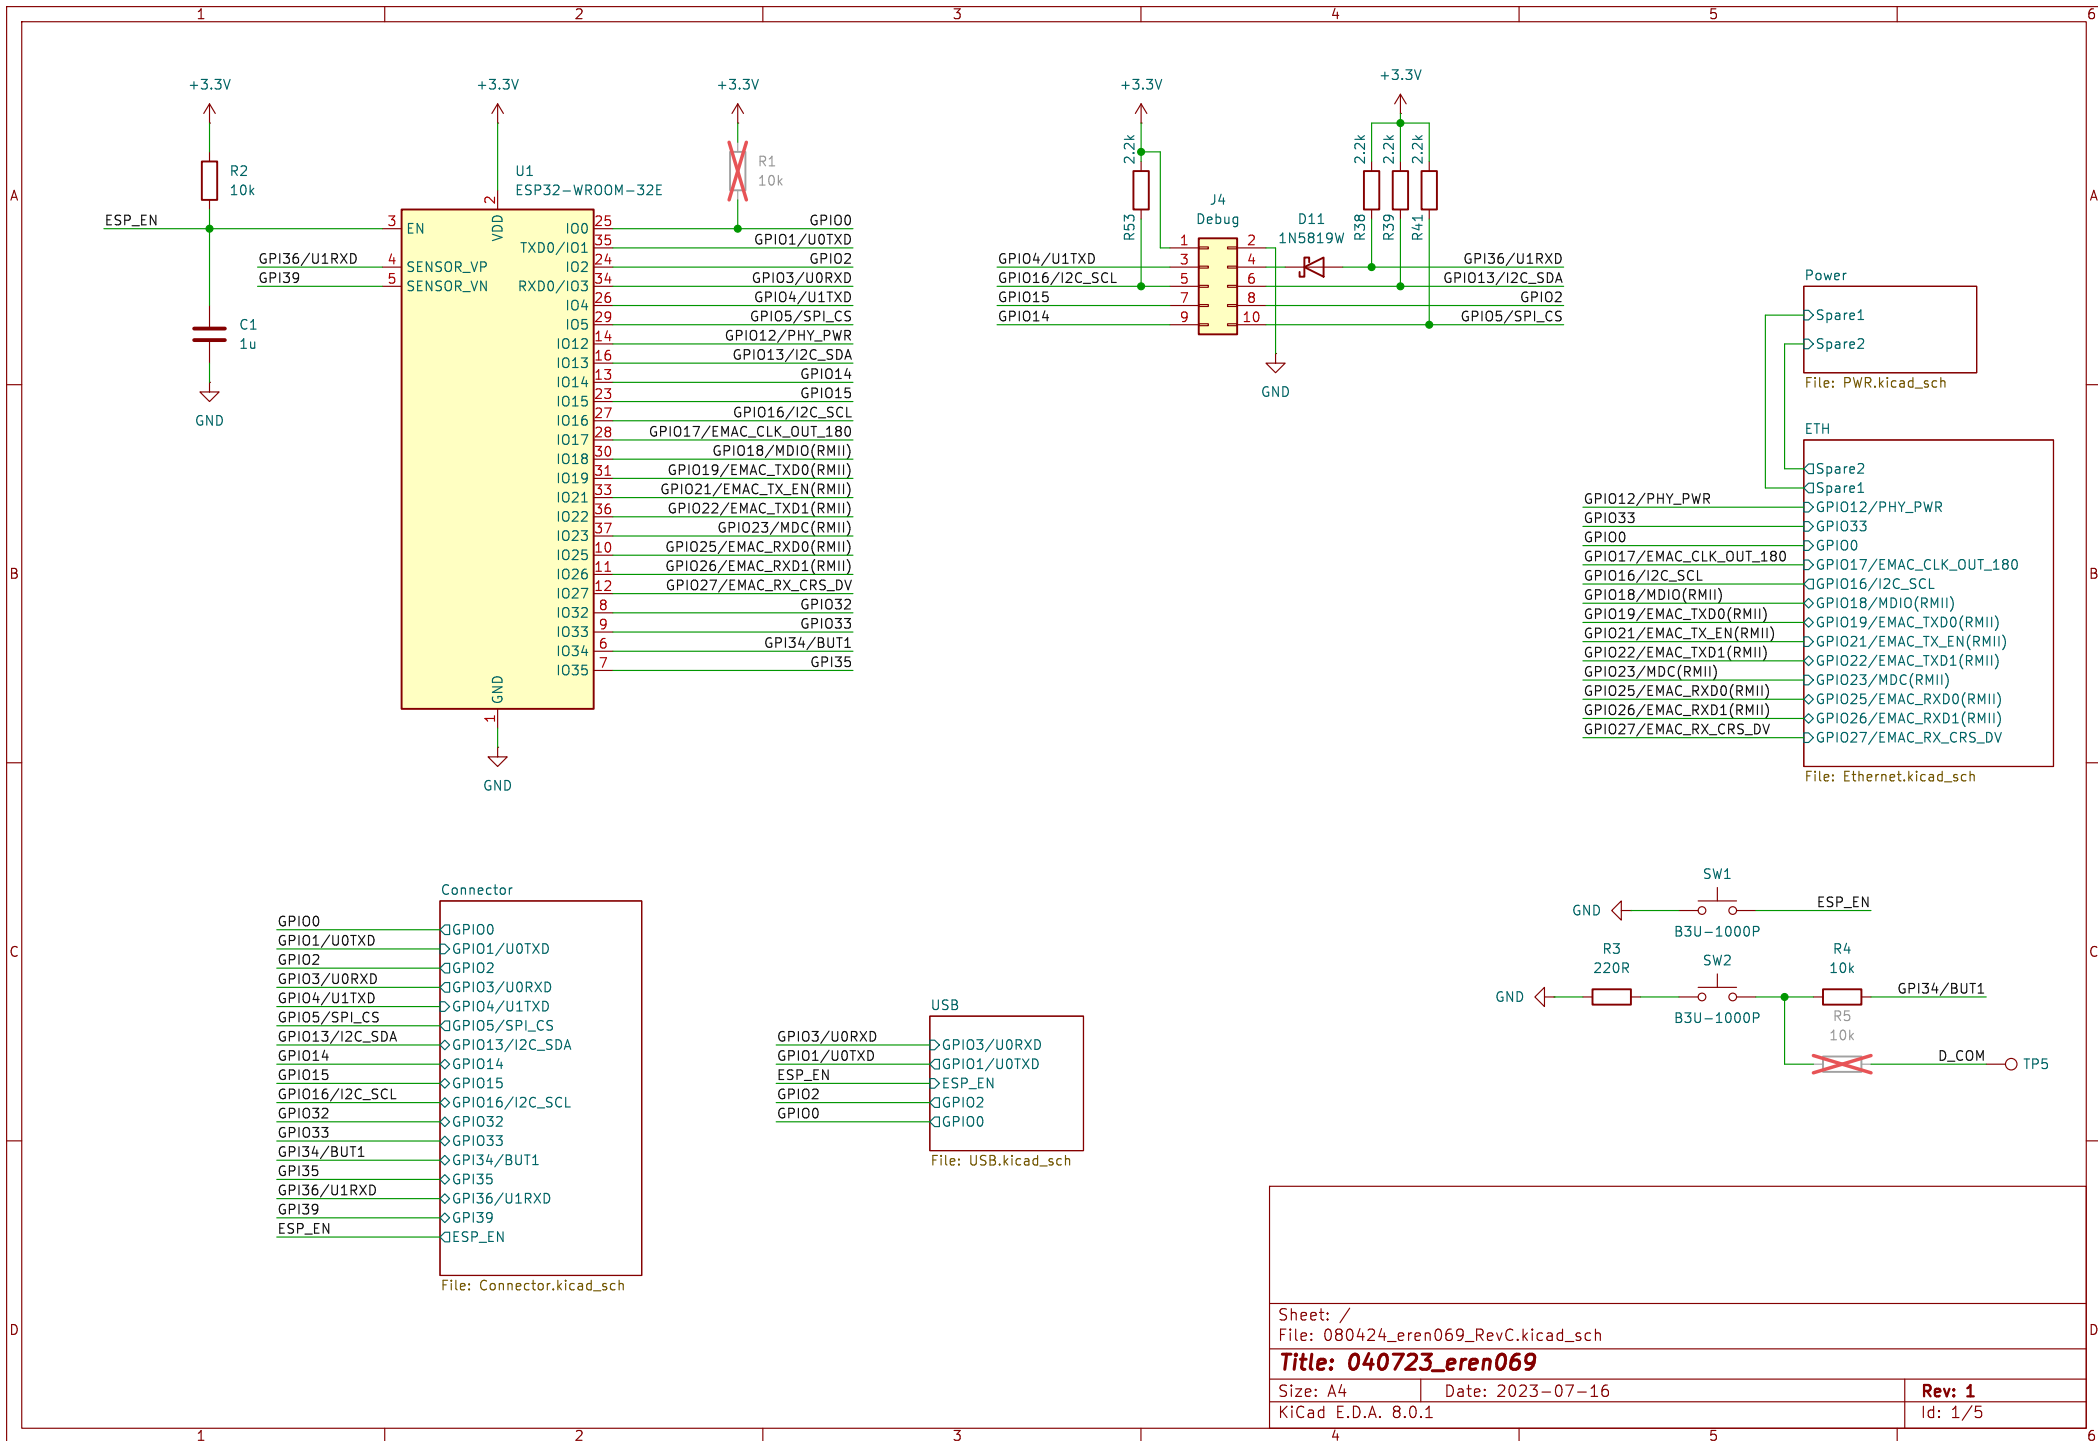 1 2 3 4 5 6
+3.3V
+3.3V
+3.3V
+3.3V
+3.3V
R2
10k
U1
ESP32-WROOM-32E
R1
10k
ESP_EN
3
EN
2
VDD
GPI36/U1RXD
4
SENSOR_VP
GPI39
5
SENSOR_VN
C1
1u
GND
IO0 25 GPIO0
TXD0/IO1 35 GPIO1/U0TXD
IO2 24 GPIO2
RXD0/IO3 34 GPIO3/U0RXD
IO4 26 GPIO4/U1TXD
IO5 29 GPIO5/SPI_CS
IO12 14 GPIO12/PHY_PWR
IO13 16 GPIO13/I2C_SDA
IO14 13 GPIO14
IO15 23 GPIO15
IO16 27 GPIO16/I2C_SCL
IO17 28 GPIO17/EMAC_CLK_OUT_180
IO18 30 GPIO18/MDIO(RMII)
IO19 31 GPIO19/EMAC_TXD0(RMII)
IO21 33 GPIO21/EMAC_TX_EN(RMII)
IO22 36 GPIO22/EMAC_TXD1(RMII)
IO23 37 GPIO23/MDC(RMII)
IO25 10 GPIO25/EMAC_RXD0(RMII)
IO26 11 GPIO26/EMAC_RXD1(RMII)
IO27 12 GPIO27/EMAC_RX_CRS_DV
IO32 8 GPIO32
IO33 9 GPIO33
IO34 6 GPI34/BUT1
IO35 7 GPI35
GND
1
GND
2.2k
R53
J4
Debug
D11
1N5819W
2.2k
R38
2.2k
R39
2.2k
R41
1 2
GPIO4/U1TXD 3 4 GPI36/U1RXD
GPIO16/I2C_SCL 5 6 GPIO13/I2C_SDA
GPIO15 7 8 GPIO2
GPIO14 9 10 GPIO5/SPI_CS
GND
Power
Spare1
Spare2
File: PWR.kicad_sch
ETH
Spare2
Spare1
GPIO12/PHY_PWR GPIO12/PHY_PWR
GPIO33 GPIO33
GPIO0 GPIO0
GPIO17/EMAC_CLK_OUT_180 GPIO17/EMAC_CLK_OUT_180
GPIO16/I2C_SCL GPIO16/I2C_SCL
GPIO18/MDIO(RMII) GPIO18/MDIO(RMII)
GPIO19/EMAC_TXD0(RMII) GPIO19/EMAC_TXD0(RMII)
GPIO21/EMAC_TX_EN(RMII) GPIO21/EMAC_TX_EN(RMII)
GPIO22/EMAC_TXD1(RMII) GPIO22/EMAC_TXD1(RMII)
GPIO23/MDC(RMII) GPIO23/MDC(RMII)
GPIO25/EMAC_RXD0(RMII) GPIO25/EMAC_RXD0(RMII)
GPIO26/EMAC_RXD1(RMII) GPIO26/EMAC_RXD1(RMII)
GPIO27/EMAC_RX_CRS_DV GPIO27/EMAC_RX_CRS_DV
File: Ethernet.kicad_sch
Connector
GPIO0 GPIO0
GPIO1/U0TXD GPIO1/U0TXD
GPIO2 GPIO2
GPIO3/U0RXD GPIO3/U0RXD
GPIO4/U1TXD GPIO4/U1TXD
GPIO5/SPI_CS GPIO5/SPI_CS
GPIO13/I2C_SDA GPIO13/I2C_SDA
GPIO14 GPIO14
GPIO15 GPIO15
GPIO16/I2C_SCL GPIO16/I2C_SCL
GPIO32 GPIO32
GPIO33 GPIO33
GPI34/BUT1 GPI34/BUT1
GPI35 GPI35
GPI36/U1RXD GPI36/U1RXD
GPI39 GPI39
ESP_EN ESP_EN
File: Connector.kicad_sch
USB
GPIO3/U0RXD GPIO3/U0RXD
GPIO1/U0TXD GPIO1/U0TXD
ESP_EN ESP_EN
GPIO2 GPIO2
GPIO0 GPIO0
File: USB.kicad_sch
SW1
GND
ESP_EN
B3U-1000P
R3
220R
SW2
R4
10k
GND
GPI34/BUT1
B3U-1000P
R5
10k
D_COM
TP5
Sheet: /
File: 080424_eren069_RevC.kicad_sch
Title: 040723_eren069
Size: A4 Date: 2023-07-16 Rev: 1
KiCad E.D.A. 8.0.1 Id: 1/5
A A
B B
C C
D D
1 2 3 4 5 6